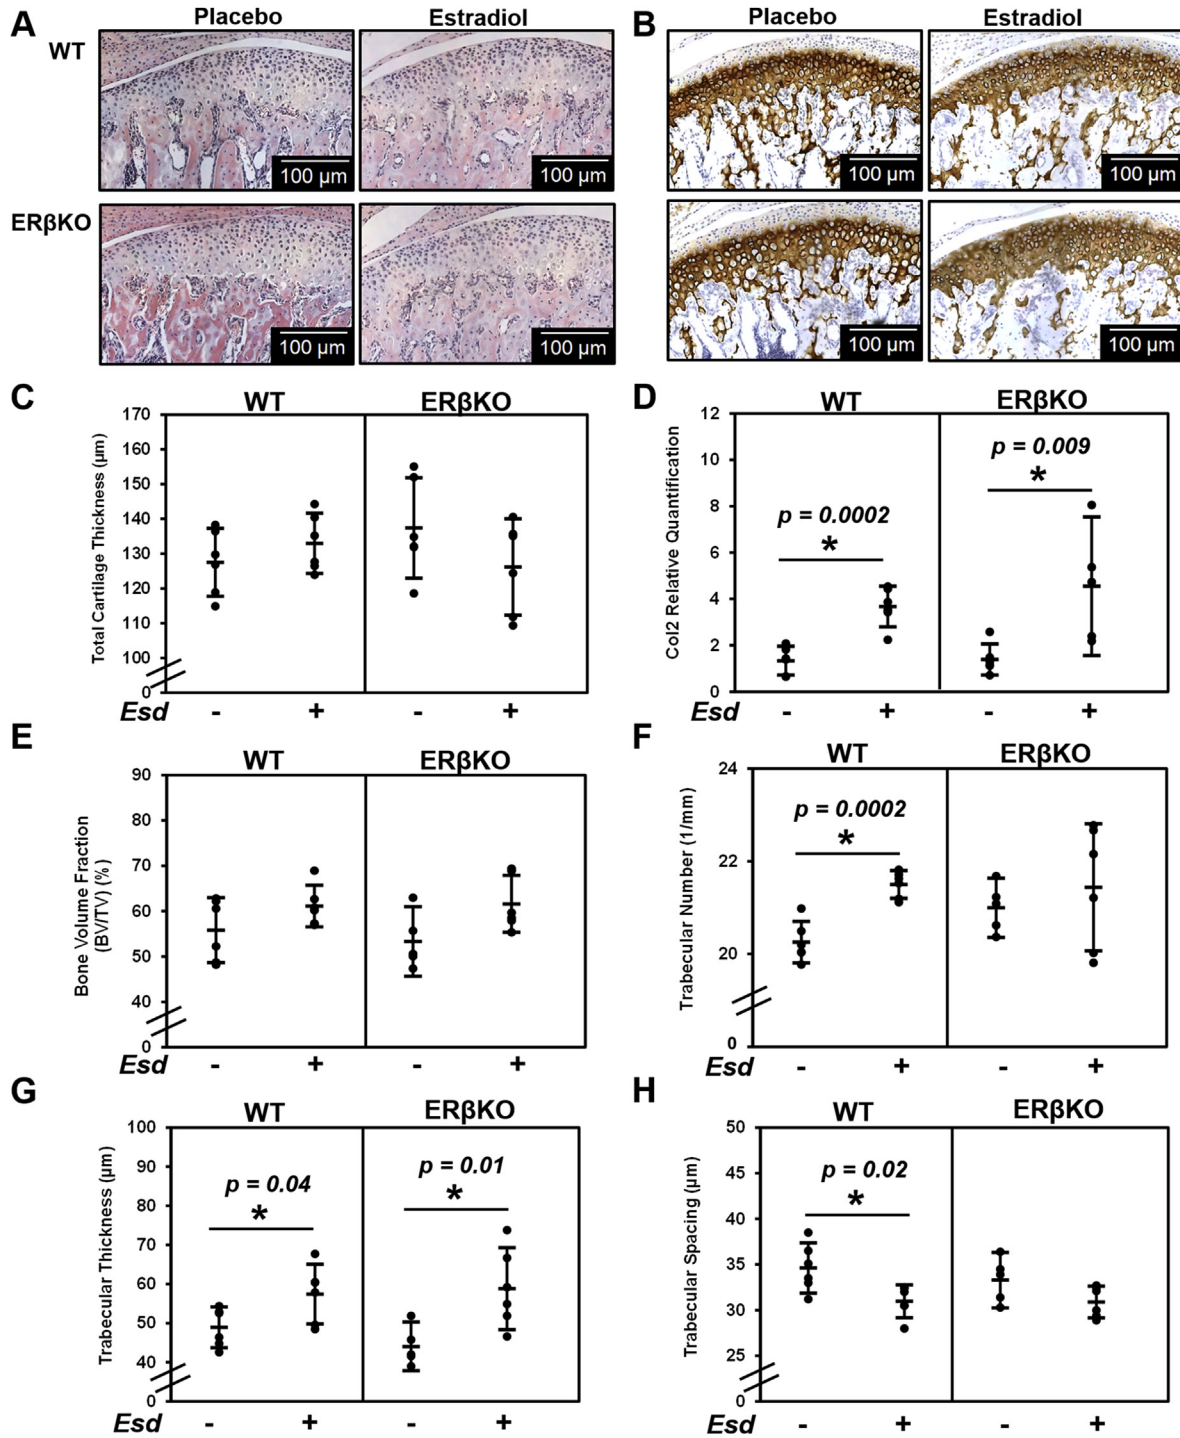 A
Placebo
Estradiol
B
Placebo
Estradiol
WT
100 µm
100 µm
100 µm
100 µm
ERβKO
100 µm
100 µm
100 µm
100 µm
C
WT
ERβKO
Total Cartilage Thickness (µm)
170
160
150
140
130
120
110
100
0
Esd
-
+
-
+
D
WT
ERβKO
Col2 Relative Quantification
12
10
8
6
4
2
0
p = 0.0002
*
p = 0.009
*
Esd
-
+
-
+
E
WT
ERβKO
Bone Volume Fraction
(BV/TV) (%)
90
80
70
60
50
40
0
Esd
-
+
-
+
F
WT
ERβKO
Trabecular Number (1/mm)
24
22
20
0
p = 0.0002
*
Esd
-
+
-
+
G
WT
ERβKO
Trabecular Thickness (µm)
100
90
80
70
60
50
40
0
p = 0.04
*
p = 0.01
*
Esd
-
+
-
+
H
WT
ERβKO
Trabecular Spacing (µm)
50
45
40
35
30
25
0
p = 0.02
*
Esd
-
+
-
+